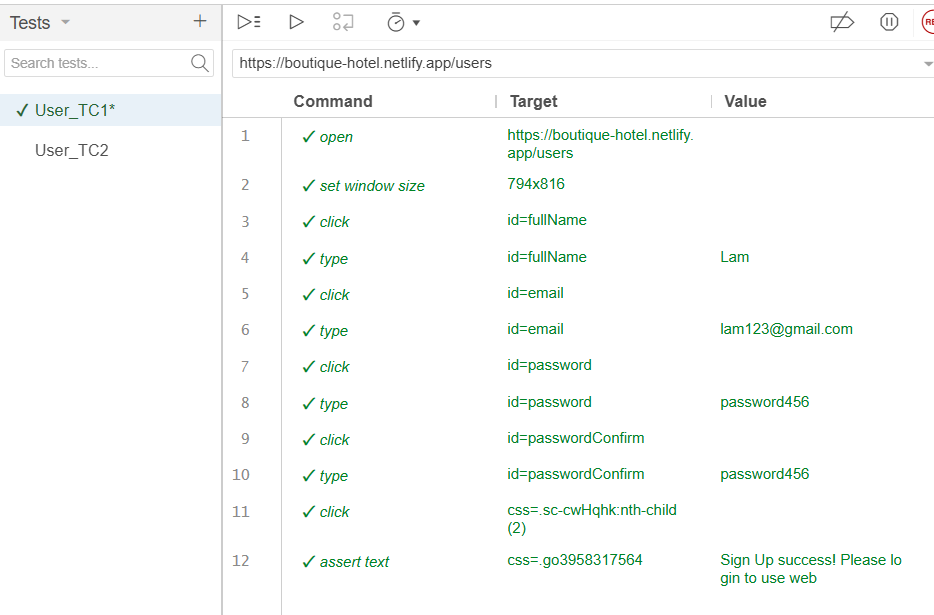 Tests
Search tests...
User_TC1*
User_TC2
https://boutique-hotel.netlify.app/users
Command Target Value
1 open https://boutique-hotel.netlify.
app/users
2 set window size 794x816
3 click id=fullName
4 type id=fullName Lam
5 click id=email
6 type id=email lam123@gmail.com
7 click id=password
8 type id=password password456
9 click id=passwordConfirm
10 type id=passwordConfirm password456
11 click css=.sc-cwHqhk:nth-child
(2)
12 assert text css=.go3958317564 Sign Up success! Please lo
gin to use web